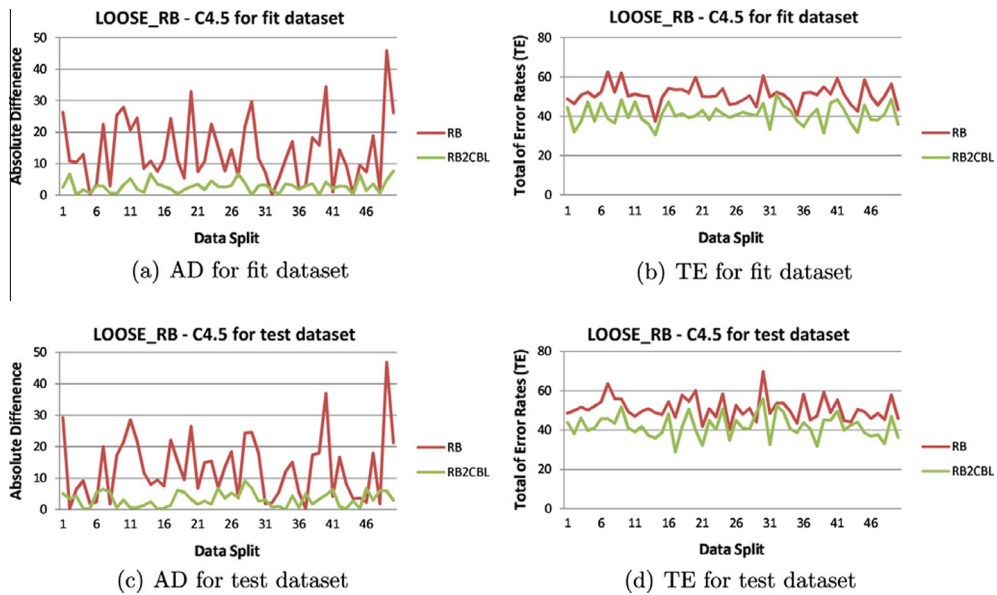 LOOSE_RB - C4.5 for fit dataset
Absolute Difference
50
40
30
20
10
0
1 6 11 16 21 26 31 36 41 46
Data Split
RB
RB2CBL
(a) AD for fit dataset
LOOSE_RB - C4.5 for fit dataset
Total of Error Rates (TE)
80
60
40
20
0
1 6 11 16 21 26 31 36 41 46
Data Split
RB
RB2CBL
(b) TE for fit dataset
LOOSE_RB - C4.5 for test dataset
Absolute Difference
50
40
30
20
10
0
1 6 11 16 21 26 31 36 41 46
Data Split
RB
RB2CBL
(c) AD for test dataset
LOOSE_RB - C4.5 for test dataset
Total of Error Rates (TE)
80
60
40
20
0
1 6 11 16 21 26 31 36 41 46
Data Split
RB
RB2CBL
(d) TE for test dataset